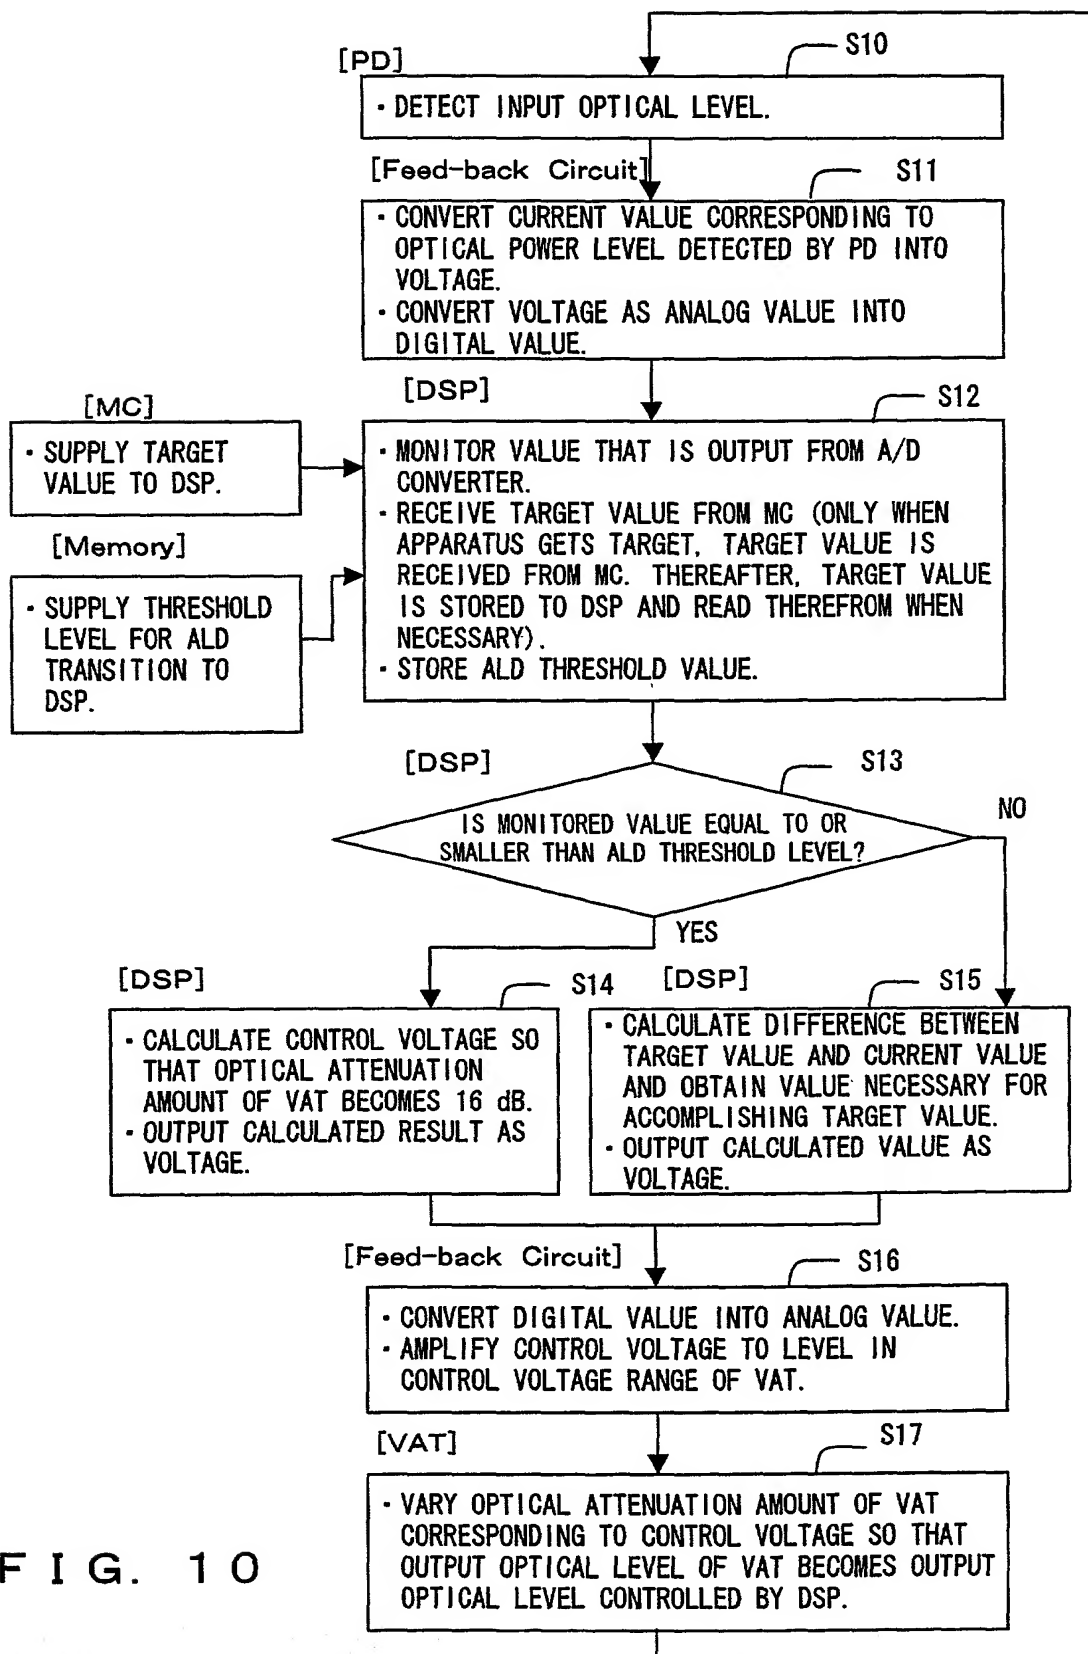 S10
[PD]
・DETECT INPUT OPTICAL LEVEL.
[Feed-back Circuit]
S11
・CONVERT CURRENT VALUE CORRESPONDING TO
OPTICAL POWER LEVEL DETECTED BY PD INTO
VOLTAGE.
・CONVERT VOLTAGE AS ANALOG VALUE INTO
DIGITAL VALUE.
[MC]
・SUPPLY TARGET
VALUE TO DSP.
[Memory]
・SUPPLY THRESHOLD
LEVEL FOR ALD
TRANSITION TO
DSP.
[DSP]
S12
・MONITOR VALUE THAT IS OUTPUT FROM A/D
CONVERTER.
・RECEIVE TARGET VALUE FROM MC (ONLY WHEN
APPARATUS GETS TARGET, TARGET VALUE IS
RECEIVED FROM MC. THEREAFTER, TARGET VALUE
IS STORED TO DSP AND READ THEREFROM WHEN
NECESSARY).
・STORE ALD THRESHOLD VALUE.
[DSP]
S13
IS MONITORED VALUE EQUAL TO OR
SMALLER THAN ALD THRESHOLD LEVEL?
NO
YES
[DSP]
S14
・CALCULATE CONTROL VOLTAGE SO
THAT OPTICAL ATTENUATION
AMOUNT OF VAT BECOMES 16 dB.
・OUTPUT CALCULATED RESULT AS
VOLTAGE.
[DSP]
S15
・CALCULATE DIFFERENCE BETWEEN
TARGET VALUE AND CURRENT VALUE
AND OBTAIN VALUE NECESSARY FOR
ACCOMPLISHING TARGET VALUE.
・OUTPUT CALCULATED VALUE AS
VOLTAGE.
[Feed-back Circuit]
S16
・CONVERT DIGITAL VALUE INTO ANALOG VALUE.
・AMPLIFY CONTROL VOLTAGE TO LEVEL IN
CONTROL VOLTAGE RANGE OF VAT.
[VAT]
S17
・VARY OPTICAL ATTENUATION AMOUNT OF VAT
CORRESPONDING TO CONTROL VOLTAGE SO THAT
OUTPUT OPTICAL LEVEL OF VAT BECOMES OUTPUT
OPTICAL LEVEL CONTROLLED BY DSP.
FIG. 10